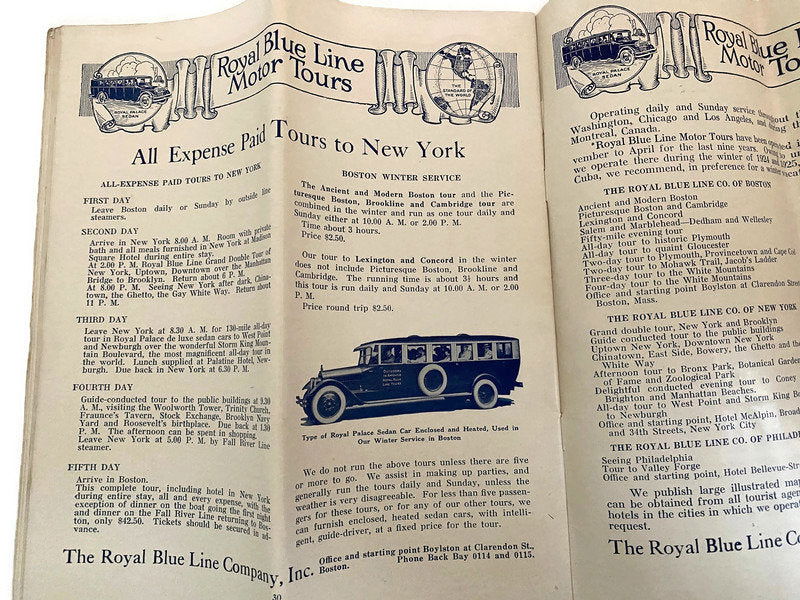 Royal Blue Line
Motor Tours
ROYAL PALACE
SEDAN
THE
STANDARD OF
THE WORLD
All Expense Paid Tours to New York
ALL-EXPENSE PAID TOURS TO NEW YORK
FIRST DAY
Leave Boston daily or Sunday by outside line
steamers.
SECOND DAY
Arrive in New York 8.00 A. M. Room with private
bath and all meals furnished in New York at Madison
Square Hotel during entire stay.
At 2.00 P. M. Royal Blue Line Grand Double Tour of
New York, Uptown, Downtown over the Manhattan
Bridge to Brooklyn. Return about 6 P. M.
At 8.00 P. M. Seeing New York after dark, China-
town, the Ghetto, the Gay White Way. Return about
11 P. M.
THIRD DAY
Leave New York at 8.30 A. M. for 130-mile all-day
tour in Royal Palace de luxe sedan cars to West Point
and Newburgh over the wonderful Storm King Moun-
tain Boulevard, the most magnificent all-day tour in
the world. Lunch supplied at Palatine Hotel, New-
burgh. Due back in New York at 6.30 P. M.
FOURTH DAY
Guide-conducted tour to the public buildings at 9.30
A. M., visiting the Woolworth Tower, Trinity Church,
Fraunce's Tavern, Stock Exchange, Brooklyn Navy
Yard and Roosevelt's birthplace. Due back at 1.30
P. M. The afternoon can be spent in shopping.
Leave New York at 5.00 P. M. by Fall River Line
steamer.
FIFTH DAY
Arrive in Boston.
This complete tour, including hotel in New York
during entire stay, all and every expense, with the
exception of dinner on the boat going the first night
and dinner on the Fall River Line returning to Bos-
ton, only $42.50. Tickets should be secured in ad-
vance.
BOSTON WINTER SERVICE
The Ancient and Modern Boston tour and the Pic-
turesque Boston, Brookline and Cambridge tour are
combined in the winter and run as one tour daily and
Sunday either at 10.00 A. M. or 2.00 P. M.
Time about 3 hours.
Price $2.50.
Our tour to Lexington and Concord in the winter
does not include Picturesque Boston, Brookline and
Cambridge. The running time is about 3½ hours and
this tour is run daily and Sunday at 10.00 A. M. or 2.00
P. M.
Price round trip $2.50.
Type of Royal Palace Sedan Car Enclosed and Heated, Used in
Our Winter Service in Boston
We do not run the above tours unless there are five
or more to go. We assist in making up parties, and
generally run the tours daily and Sunday, unless the
weather is very disagreeable. For less than five passen-
gers for these tours, or for any of our other tours, we
can furnish enclosed, heated sedan cars, with intelli-
gent, guide-driver, at a fixed price for the tour.
The Royal Blue Line Company, Inc.
Office and starting point Boylston at Clarendon St.,
Boston. Phone Back Bay 0114 and 0115.
30
Royal Blue
Motor To
ROYAL PALACE
SEDAN
Operating daily and Sunday service throughout
Washington, Chicago and Los Angeles, and during the
Montreal, Canada.
*Royal Blue Line Motor Tours have been
vember to April for the last nine years.
we operate there during the winter of 1924 1925,
Cuba, we recommend, in preference for a winter
THE ROYAL BLUE LINE CO. OF BOSTON
Ancient and Modern Boston
Picturesque Boston and Cambridge
Lexington and Concord
Salem and Marblehead—Dedham and Wellesley
Fifty-mile evening tour
All-day tour to historic Plymouth
All-day tour to quaint Gloucester
Two-day tour to Plymouth, Provincetown and Cape Cod
Two-day tour to Mohawk Trail, Jacob's Ladder
Three-day tour to the White Mountains
Four-day tour to the White Mountains
Office and starting point Boylston at Clarendon Street
Boston, Mass.
THE ROYAL BLUE LINE CO. OF NEW YORK
Grand double tour, New York and Brooklyn
Guide conducted tour to the public buildings
Uptown New York, Downtown New York
Chinatown, East Side, Bowery, the Ghetto and the
White Way
Afternoon tour to Bronx Park, Botanical Garden
of Fame and Zoological Park
Delightful conducted evening tour to Coney
Brighton and Manhattan Beaches.
All-day tour to West Point and Storm King
to Newburgh
Office and starting point, Hotel McAlpin, Broad
and 34th Streets, New York City
THE ROYAL BLUE LINE CO. OF PHILAD
Seeing Philadelphia
Tour to Valley Forge
Office and starting point, Hotel Bellevue-Str
We publish large illustrated map
can be obtained from all tourist agen
hotels in the cities in which we opera
request.
The Royal Blue Line Com